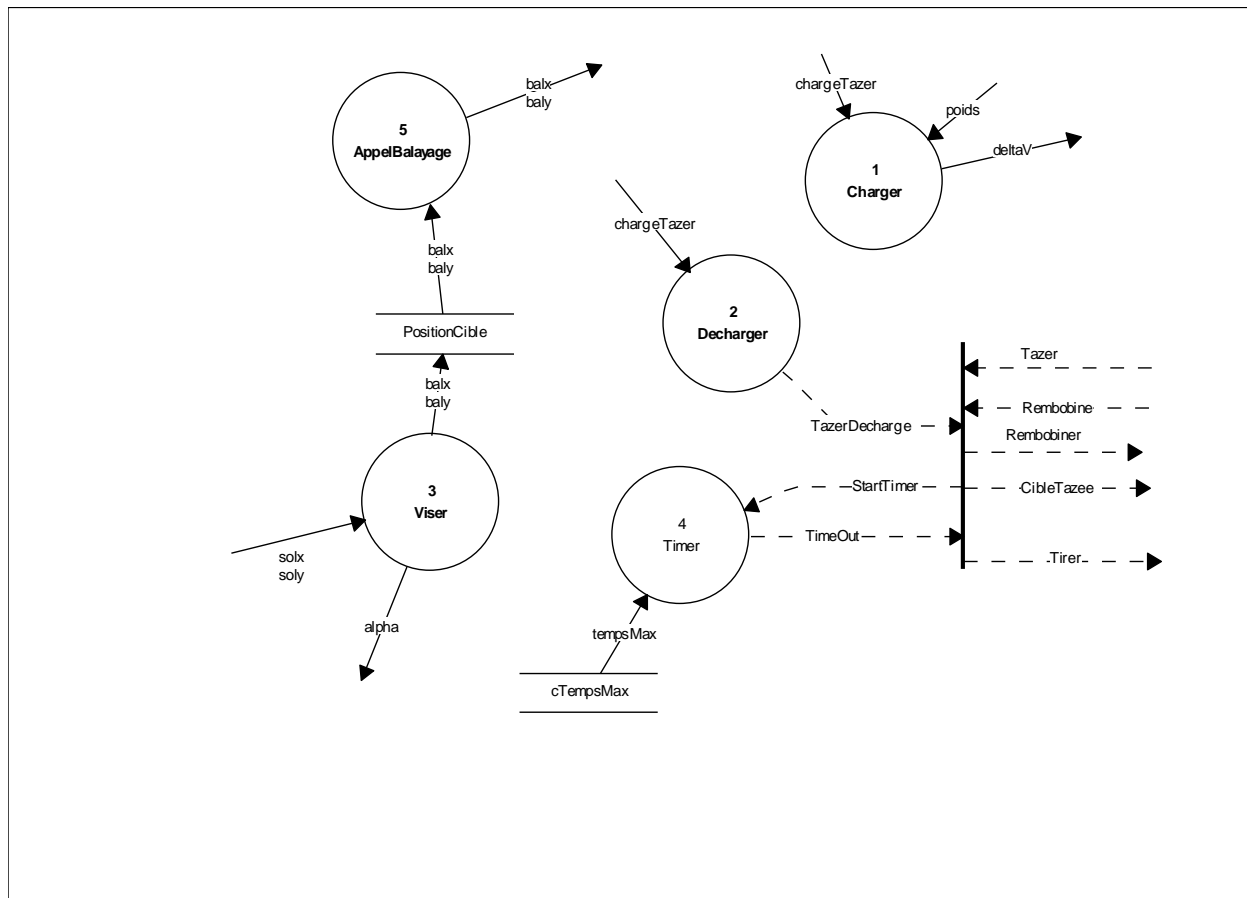 chargeTazer
balx
baly
poids
5
AppelBalayage
deltaV
1
Charger
chargeTazer
balx
baly
2
Decharger
PositionCible
Tazer
balx
baly
Rembobine
TazerDecharge
Rembobiner
3
Viser
StartTimer
CibleTazee
4
Timer
TimeOut
solx
soly
Tirer
alpha
tempsMax
cTempsMax